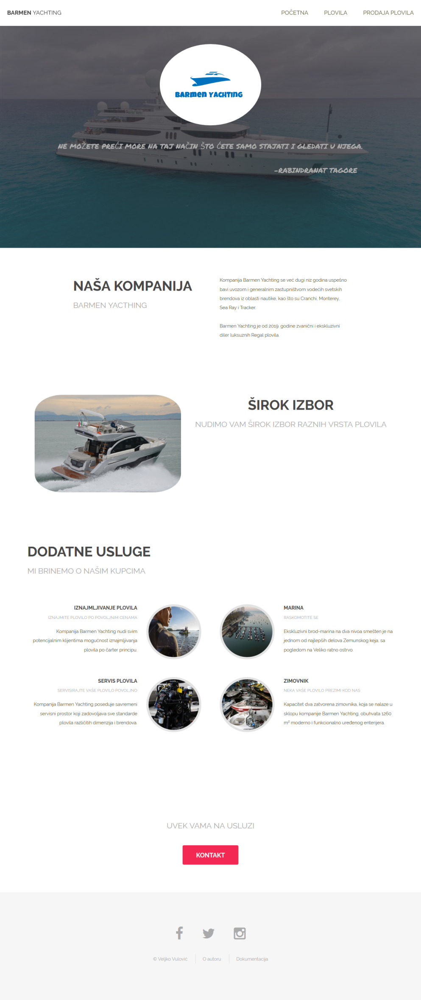 BARMEN YACHTING
POČETNA PLOVILA PRODAJA PLOVILA
BARMEN YACHTING
NE MOŽETE PREĆI MORE NA TAJ NAČIN ŠTO ĆETE SAMO STAJATI I GLEDATI U NJEGA.
-RABINDRANAT TAGORE
NAŠA KOMPANIJA
BARMEN YACTHING
Kompanija Barmen Yachting se već dugi niz godina uspešno
bavi uvozom i generalnim zastupništvom vodećih svetskih
brendova iz oblasti nautike, kao što su Cranchi, Monterey,
Sea Ray i Tracker.
Barmen Yachting je od 2019. godine zvanični i ekskluzivni
diler luksuznih Regal plovila.
ŠIROK IZBOR
NUDIMO VAM ŠIROK IZBOR RAZNIH VRSTA PLOVILA
DODATNE USLUGE
MI BRINEMO O NAŠIM KUPCIMA
IZNAJMLJIVANJE PLOVILA
IZNAJMITE PLOVILO PO POVOLJNIM CENAMA
Kompanija Barmen Yachting nudi svim
potencijalnim klijentima mogućnost iznajmljivanja
plovila po čarter principu.
MARINA
RASKOMOTITE SE
Ekskluzivni brod-marina na dva nivoa smešten je na
jednom od najlepših delova Zemunskog keja, sa
pogledom na Veliko ratno ostrvo.
SERVIS PLOVILA
SERVISIRAJTE VAŠE PLOVILO POVOLJNO
Kompanija Barmen Yachting poseduje savremeni
servisni prostor koji zadovoljava sve standarde
plovila različitih dimenzija i brendova.
ZIMOVNIK
NEKA VAŠE PLOVILO PREZIMI KOD NAS
Kapacitet dva zatvorena zimovnika, koja se nalaze u
sklopu kompanije Barmen Yachting, obuhvata 1260
m² moderno i funkcionalno uređenog enterijera.
UVEK VAMA NA USLUZI
KONTAKT
© Veljko Vulović O autoru Dokumentacija